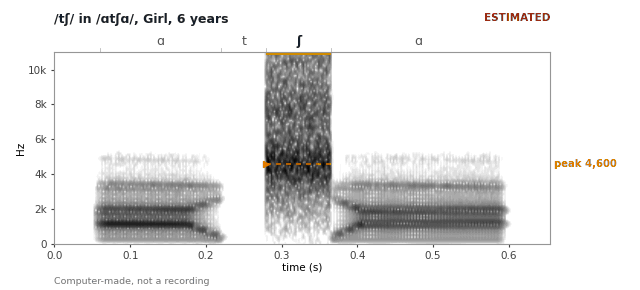 /tʃ/ in /ɑtʃɑ/, Girl, 6 years
ESTIMATED
ɑ t ʃ ɑ
10k
8k
6k
4k
2k
0
Hz
peak 4,600
0.0 0.1 0.2 0.3 0.4 0.5 0.6
time (s)
Computer-made, not a recording